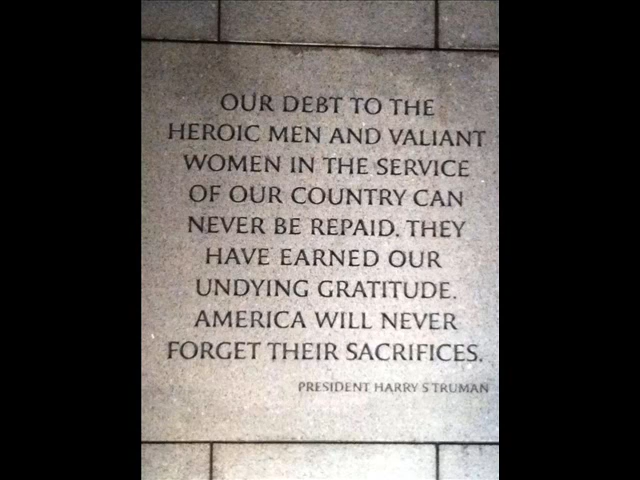 OUR DEBT TO THE
HEROIC MEN AND VALIANT
WOMEN IN THE SERVICE
OF OUR COUNTRY CAN
NEVER BE REPAID. THEY
HAVE EARNED OUR
UNDYING GRATITUDE.
AMERICA WILL NEVER
FORGET THEIR SACRIFICES.
PRESIDENT HARRY S TRUMAN